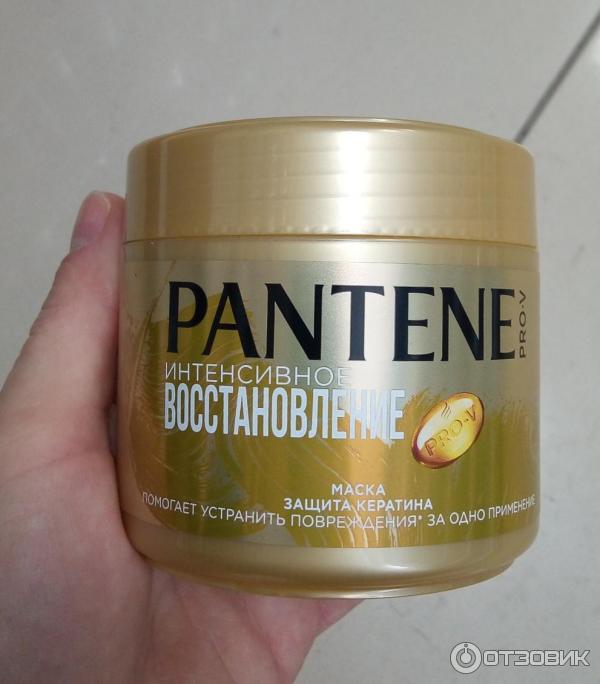 PANTENE
PRO-V
ИНТЕНСИВНОЕ
ВОССТАНОВЛЕНИЕ
PRO-V
МАСКА
ЗАЩИТА КЕРАТИНА
ПОМОГАЕТ УСТРАНИТЬ ПОВРЕЖДЕНИЯ* ЗА ОДНО ПРИМЕНЕНИЕ
ОТЗОВИК